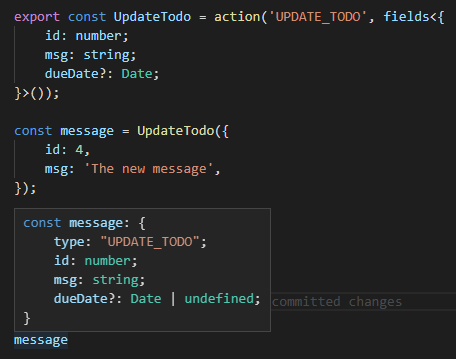 export const UpdateTodo = action('UPDATE_TODO', fields<{
    id: number;
    msg: string;
    dueDate?: Date;
}>());
const message = UpdateTodo({
    id: 4,
    msg: 'The new message',
});
const message: {
    type: "UPDATE_TODO";
    id: number;
    msg: string;
    dueDate?: Date | undefined;
}
committed changes
message